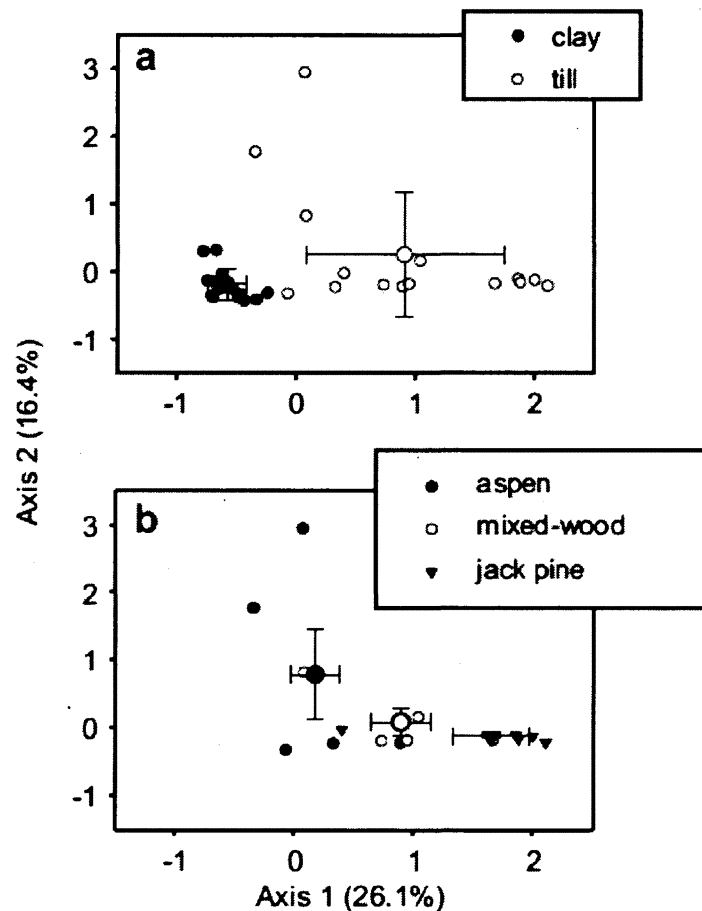 a
clay
till
3
2
1
0
-1
-1 0 1 2
Axis 2 (16.4%)
b
aspen
mixed-wood
jack pine
3
2
1
0
-1
-1 0 1 2
Axis 1 (26.1%)